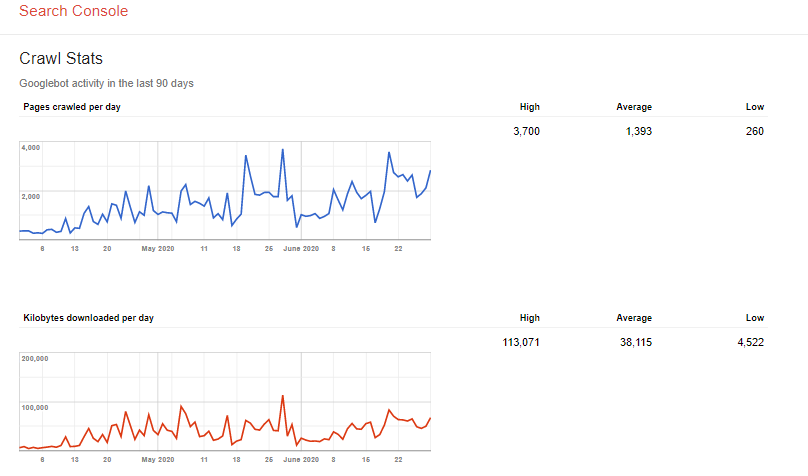 Search Console
Crawl Stats
Googlebot activity in the last 90 days
Pages crawled per day High Average Low
3,700 1,393 260
4,000
2,000
6 13 20 May 2020 11 18 25 June 2020 8 15 22
Kilobytes downloaded per day High Average Low
113,071 38,115 4,522
200,000
100,000
6 13 20 May 2020 11 18 25 June 2020 8 15 22